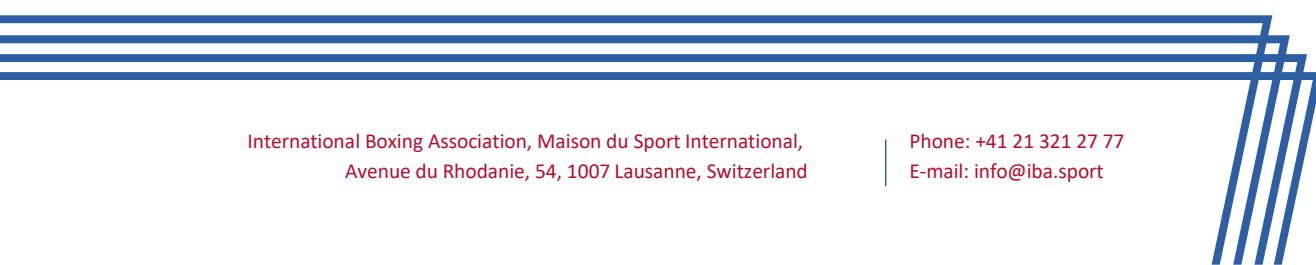 International Boxing Association, Maison du Sport International,
Avenue du Rhodanie, 54, 1007 Lausanne, Switzerland
Phone: +41 21 321 27 77
E-mail: info@iba.sport